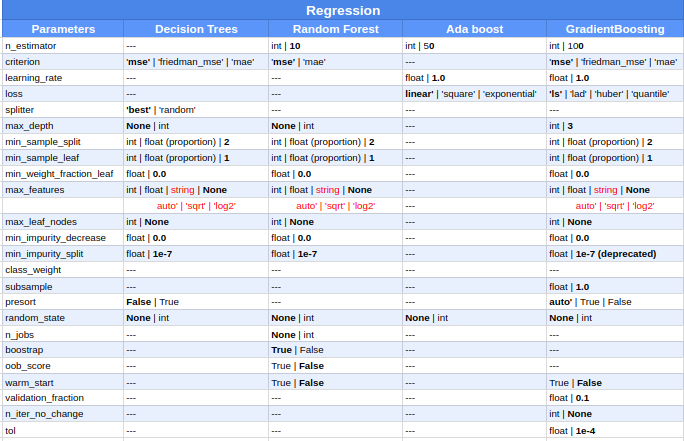 Regression
Parameters Decision Trees Random Forest Ada boost GradientBoosting
n_estimator --- int | 10 int | 50 int | 100
criterion 'mse' | 'friedman_mse' | 'mae' 'mse' | 'mae' --- 'mse' | 'friedman_mse' | 'mae'
learning_rate --- --- float | 1.0 float | 1.0
loss --- --- linear' | 'square' | 'exponential' 'ls' | 'lad' | 'huber' | 'quantile'
splitter 'best' | 'random' --- --- ---
max_depth None | int None | int --- int | 3
min_sample_split int | float (proportion) | 2 int | float (proportion) | 2 --- int | float (proportion) | 2
min_sample_leaf int | float (proportion) | 1 int | float (proportion) | 1 --- int | float (proportion) | 1
min_weight_fraction_leaf float | 0.0 float | 0.0 --- float | 0.0
max_features int | float | string | None int | float | string | None --- int | float | string | None
auto' | 'sqrt' | 'log2' auto' | 'sqrt' | 'log2' --- auto' | 'sqrt' | 'log2'
max_leaf_nodes int | None int | None --- int | None
min_impurity_decrease float | 0.0 float | 0.0 --- float | 0.0
min_impurity_split float | 1e-7 float | 1e-7 --- float | 1e-7 (deprecated)
class_weight --- --- --- ---
subsample --- --- --- float | 1.0
presort False | True --- --- auto' | True | False
random_state None | int None | int None | int None | int
n_jobs --- None | int --- ---
boostrap --- True | False --- ---
oob_score --- True | False --- ---
warm_start --- True | False --- True | False
validation_fraction --- --- --- float | 0.1
n_iter_no_change --- --- --- int | None
tol --- --- --- float | 1e-4